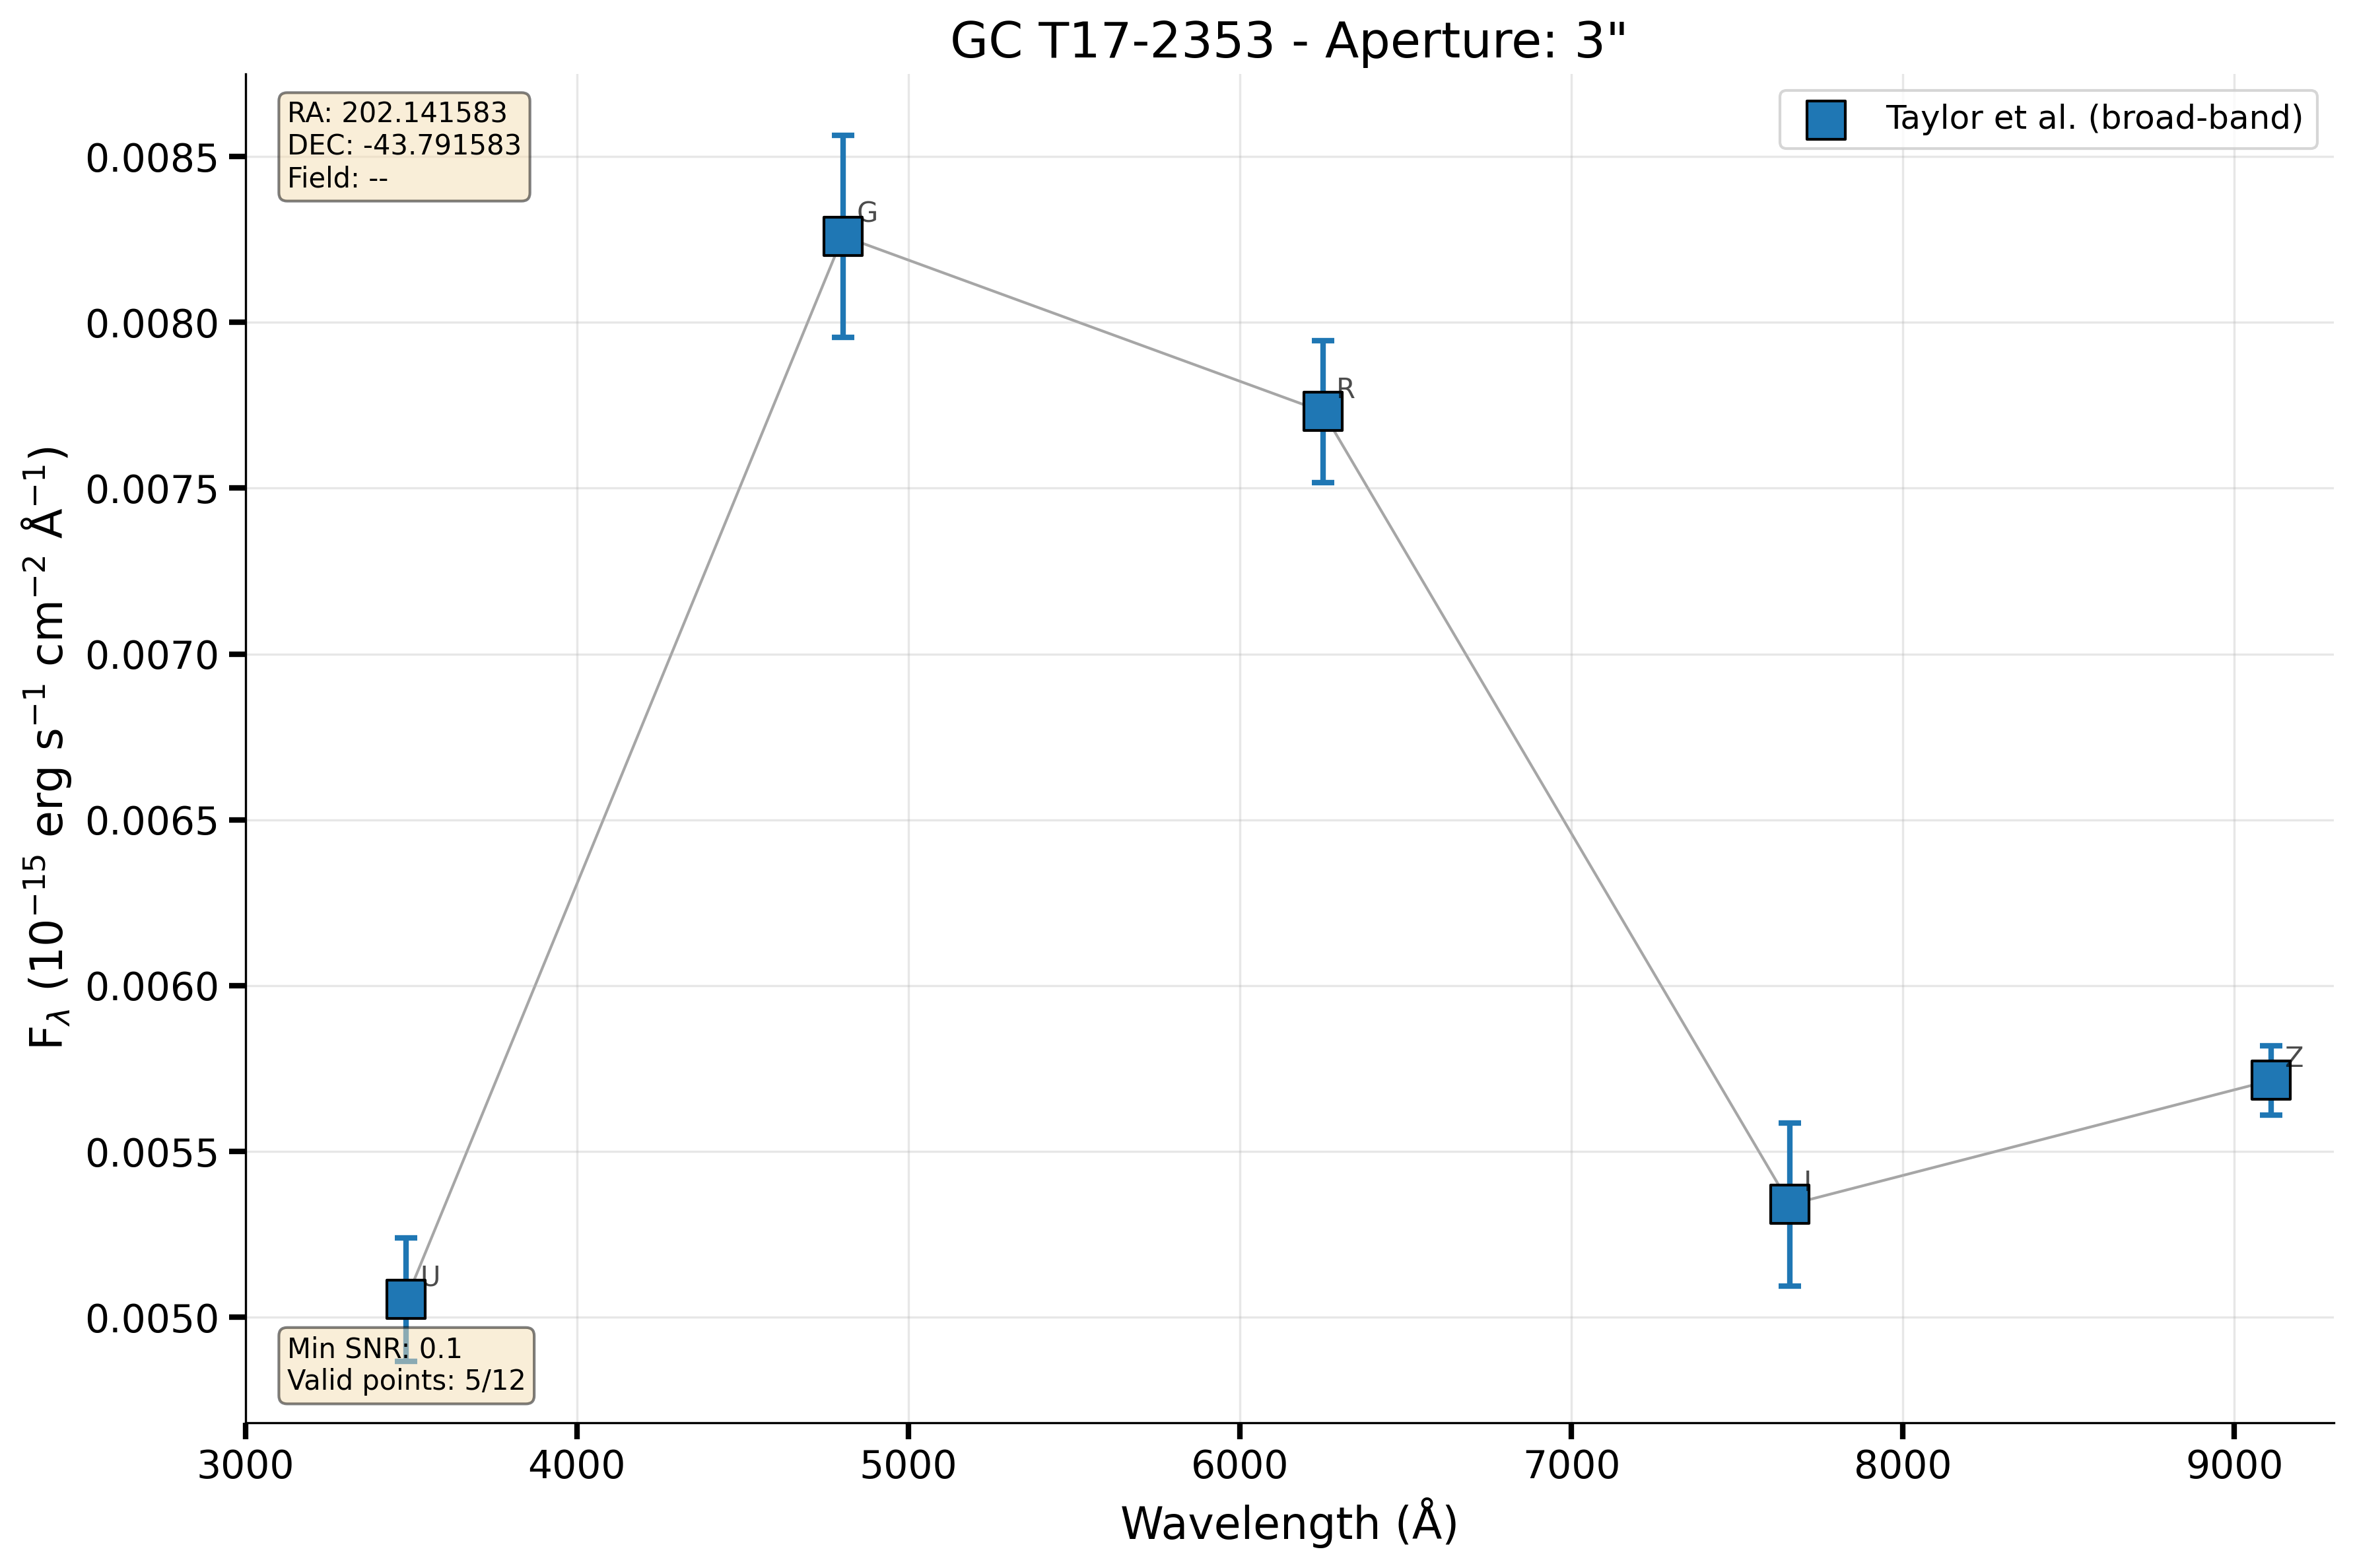 GC T17-2353 - Aperture: 3"
RA: 202.141583
DEC: -43.791583
Field: --
Taylor et al. (broad-band)
G
R
I
Z
U
Min SNR: 0.1
Valid points: 5/12
0.0085
0.0080
0.0075
0.0070
0.0065
0.0060
0.0055
0.0050
F_λ (10⁻¹⁵ erg s⁻¹ cm⁻² Å⁻¹)
3000 4000 5000 6000 7000 8000 9000
Wavelength (Å)